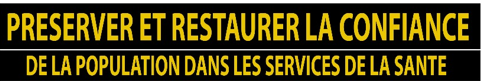 PRESERVER ET RESTAURER LA CONFIANCE
DE LA POPULATION DANS LES SERVICES DE LA SANTE